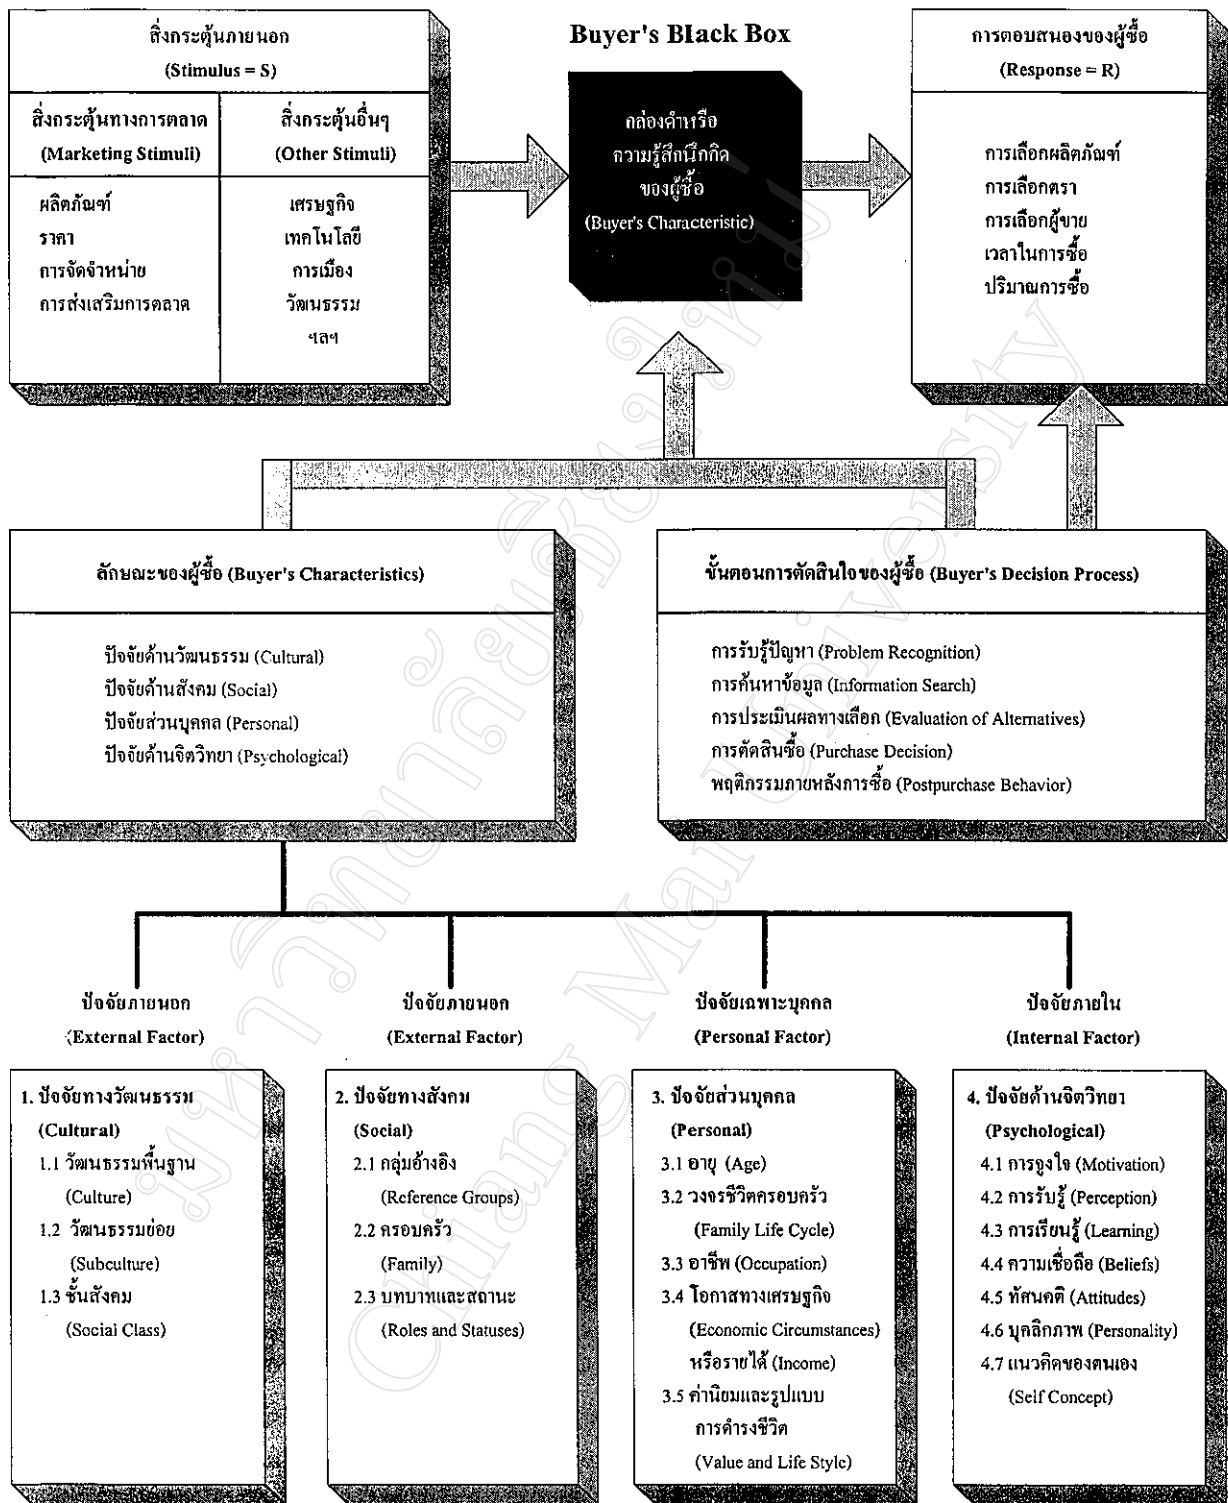 สิ่งกระตุ้นภายนอก
(Stimulus = S)
สิ่งกระตุ้นทางการตลาด
(Marketing Stimuli)
ผลิตภัณฑ์
ราคา
การจัดจำหน่าย
การส่งเสริมการตลาด
สิ่งกระตุ้นอื่นๆ
(Other Stimuli)
เศรษฐกิจ
เทคโนโลยี
การเมือง
วัฒนธรรม
ฯลฯ
Buyer's Black Box
กล่องดำหรือ
ความรู้สึกนึกคิด
ของผู้ซื้อ
(Buyer's Characteristic)
การตอบสนองของผู้ซื้อ
(Response = R)
การเลือกผลิตภัณฑ์
การเลือกตรา
การเลือกผู้ขาย
เวลาในการซื้อ
ปริมาณการซื้อ
ลักษณะของผู้ซื้อ (Buyer's Characteristics)
ปัจจัยด้านวัฒนธรรม (Cultural)
ปัจจัยด้านสังคม (Social)
ปัจจัยส่วนบุคคล (Personal)
ปัจจัยด้านจิตวิทยา (Psychological)
ขั้นตอนการตัดสินใจของผู้ซื้อ (Buyer's Decision Process)
การรับรู้ปัญหา (Problem Recognition)
การค้นหาข้อมูล (Information Search)
การประเมินผลทางเลือก (Evaluation of Alternatives)
การตัดสินซื้อ (Purchase Decision)
พฤติกรรมภายหลังการซื้อ (Postpurchase Behavior)
ปัจจัยภายนอก
(External Factor)
1. ปัจจัยทางวัฒนธรรม
(Cultural)
1.1 วัฒนธรรมพื้นฐาน
(Culture)
1.2 วัฒนธรรมย่อย
(Subculture)
1.3 ชั้นสังคม
(Social Class)
ปัจจัยภายนอก
(External Factor)
2. ปัจจัยทางสังคม
(Social)
2.1 กลุ่มอ้างอิง
(Reference Groups)
2.2 ครอบครัว
(Family)
2.3 บทบาทและสถานะ
(Roles and Statuses)
ปัจจัยเฉพาะบุคคล
(Personal Factor)
3. ปัจจัยส่วนบุคคล
(Personal)
3.1 อายุ (Age)
3.2 วงจรชีวิตครอบครัว
(Family Life Cycle)
3.3 อาชีพ (Occupation)
3.4 โอกาสทางเศรษฐกิจ
(Economic Circumstances)
หรือรายได้ (Income)
3.5 ค่านิยมและรูปแบบ
การดำรงชีวิต
(Value and Life Style)
ปัจจัยภายใน
(Internal Factor)
4. ปัจจัยด้านจิตวิทยา
(Psychological)
4.1 การจูงใจ (Motivation)
4.2 การรับรู้ (Perception)
4.3 การเรียนรู้ (Learning)
4.4 ความเชื่อถือ (Beliefs)
4.5 ทัศนคติ (Attitudes)
4.6 บุคลิกภาพ (Personality)
4.7 แนวคิดของตนเอง
(Self Concept)
มหาวิทยาลัยเชียงใหม่
Chiang Mai University